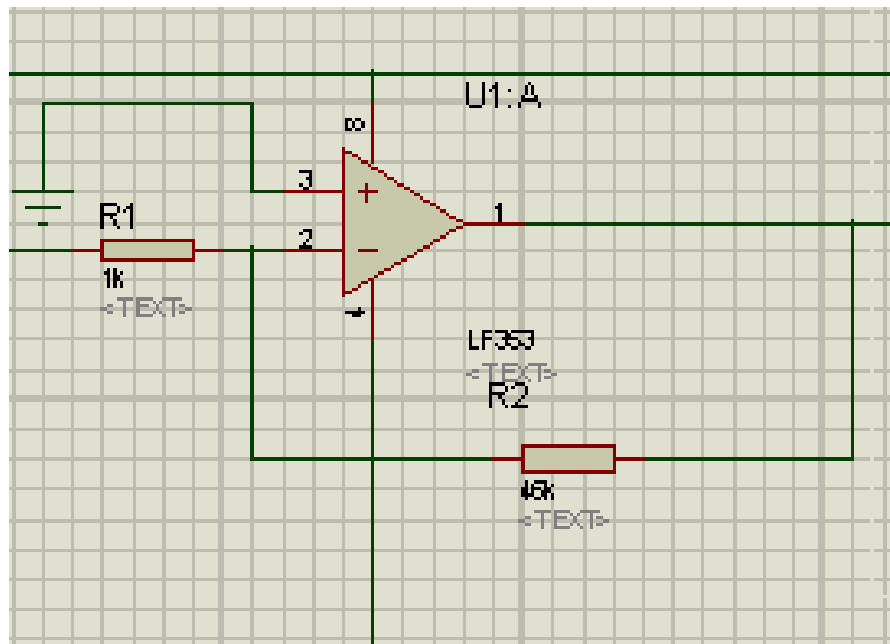 U1:A
8
3
+
1
R1
2
−
1k
<TEXT>
4
LF353
<TEXT>
R2
<TEXT>